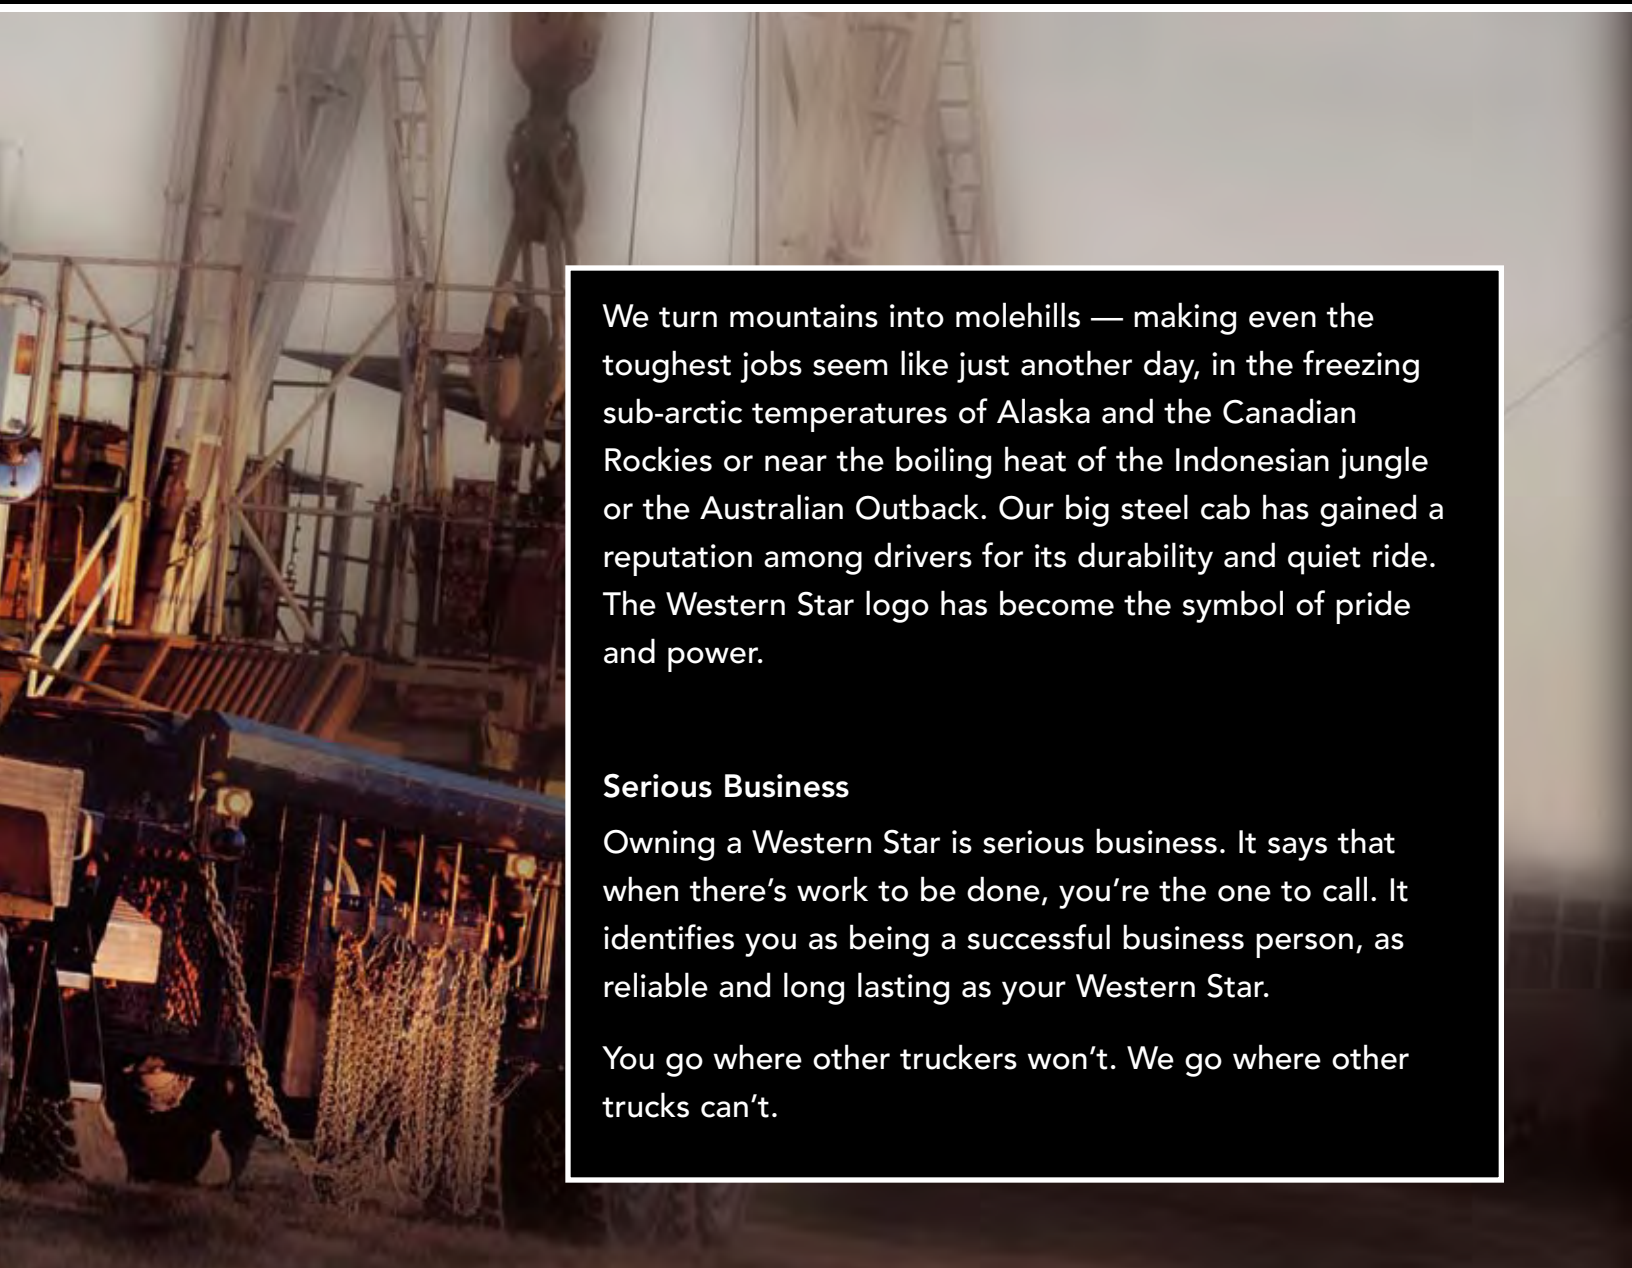 We turn mountains into molehills — making even the
toughest jobs seem like just another day, in the freezing
sub-arctic temperatures of Alaska and the Canadian
Rockies or near the boiling heat of the Indonesian jungle
or the Australian Outback. Our big steel cab has gained a
reputation among drivers for its durability and quiet ride.
The Western Star logo has become the symbol of pride
and power.
Serious Business
Owning a Western Star is serious business. It says that
when there’s work to be done, you’re the one to call. It
identifies you as being a successful business person, as
reliable and long lasting as your Western Star.
You go where other truckers won’t. We go where other
trucks can’t.